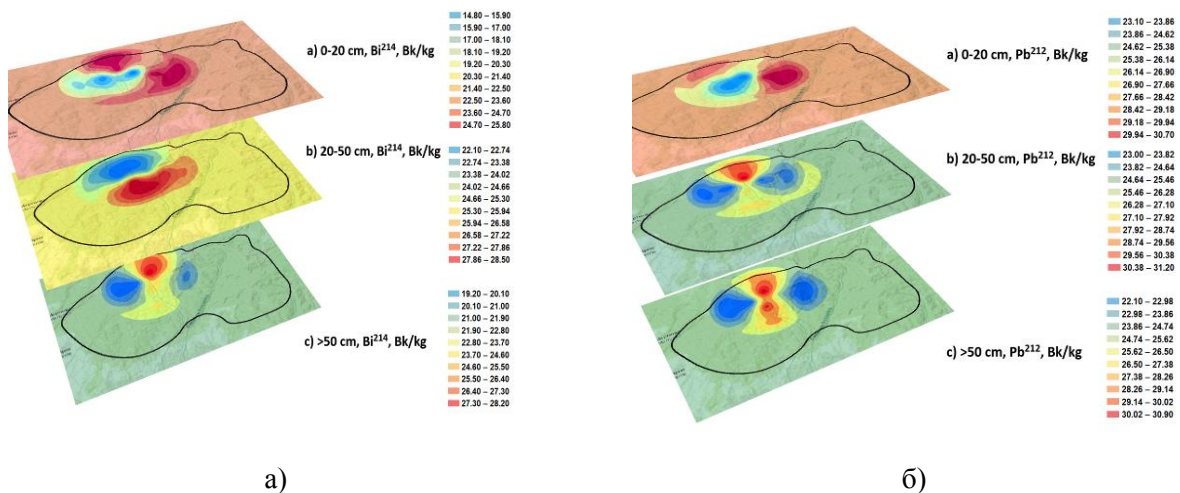 14.80 – 15.90
15.90 – 17.00
17.00 – 18.10
18.10 – 19.20
19.20 – 20.30
20.30 – 21.40
21.40 – 22.50
22.50 – 23.60
23.60 – 24.70
24.70 – 25.80
a) 0-20 cm, Bi²¹⁴, Bk/kg
22.10 – 22.74
22.74 – 23.38
23.38 – 24.02
24.02 – 24.66
24.66 – 25.30
25.30 – 25.94
25.94 – 26.58
26.58 – 27.22
27.22 – 27.86
27.86 – 28.50
b) 20-50 cm, Bi²¹⁴, Bk/kg
19.20 – 20.10
20.10 – 21.00
21.00 – 21.90
21.90 – 22.80
22.80 – 23.70
23.70 – 24.60
24.60 – 25.50
25.50 – 26.40
26.40 – 27.30
27.30 – 28.20
c) >50 cm, Bi²¹⁴, Bk/kg
а)
23.10 – 23.86
23.86 – 24.62
24.62 – 25.38
25.38 – 26.14
26.14 – 26.90
26.90 – 27.66
27.66 – 28.42
28.42 – 29.18
29.18 – 29.94
29.94 – 30.70
a) 0-20 cm, Pb²¹², Bk/kg
23.00 – 23.82
23.82 – 24.64
24.64 – 25.46
25.46 – 26.28
26.28 – 27.10
27.10 – 27.92
27.92 – 28.74
28.74 – 29.56
29.56 – 30.38
30.38 – 31.20
b) 20-50 cm, Pb²¹², Bk/kg
22.10 – 22.98
22.98 – 23.86
23.86 – 24.74
24.74 – 25.62
25.62 – 26.50
26.50 – 27.38
27.38 – 28.26
28.26 – 29.14
29.14 – 30.02
30.02 – 30.90
c) >50 cm, Pb²¹², Bk/kg
б)